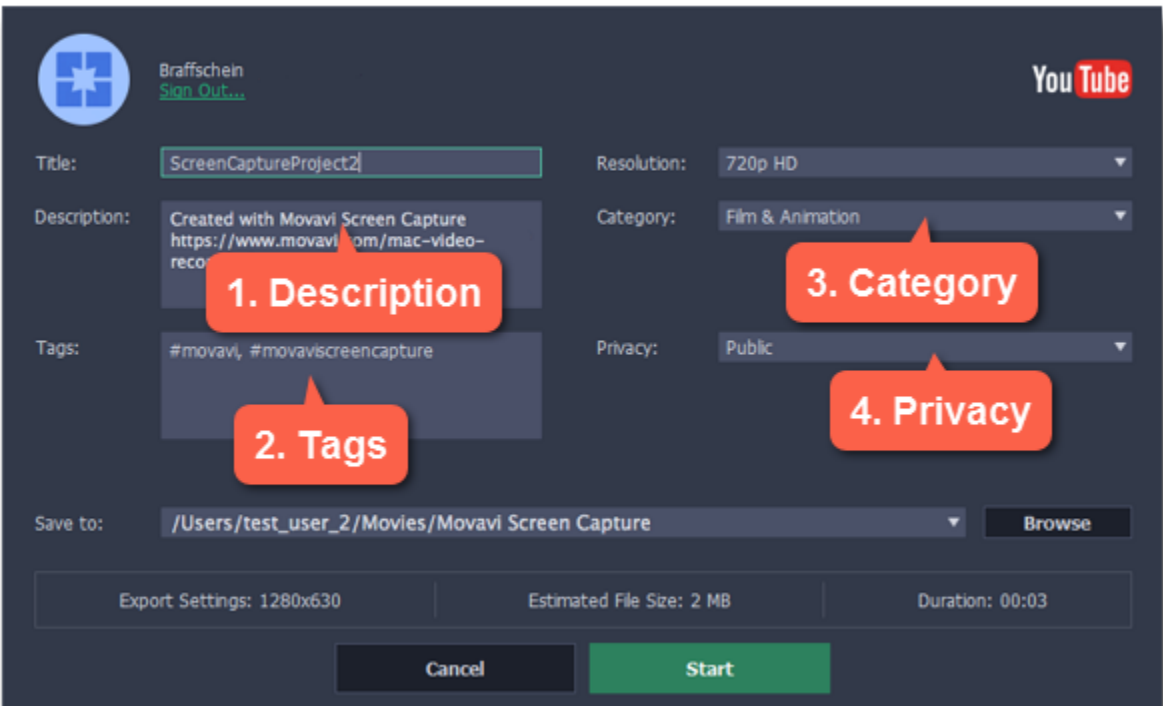 Braffschein
Sign Out...
YouTube
Title:
ScreenCaptureProject2
Resolution:
720p HD
Description:
Created with Movavi Screen Capture
https://www.movavi.com/mac-video-
Category:
Film & Animation
1. Description
3. Category
Tags:
#movavi, #movaviscreencapture
Privacy:
Public
2. Tags
4. Privacy
Save to:
/Users/test_user_2/Movies/Movavi Screen Capture
Browse
Export Settings: 1280x630
Estimated File Size: 2 MB
Duration: 00:03
Cancel
Start